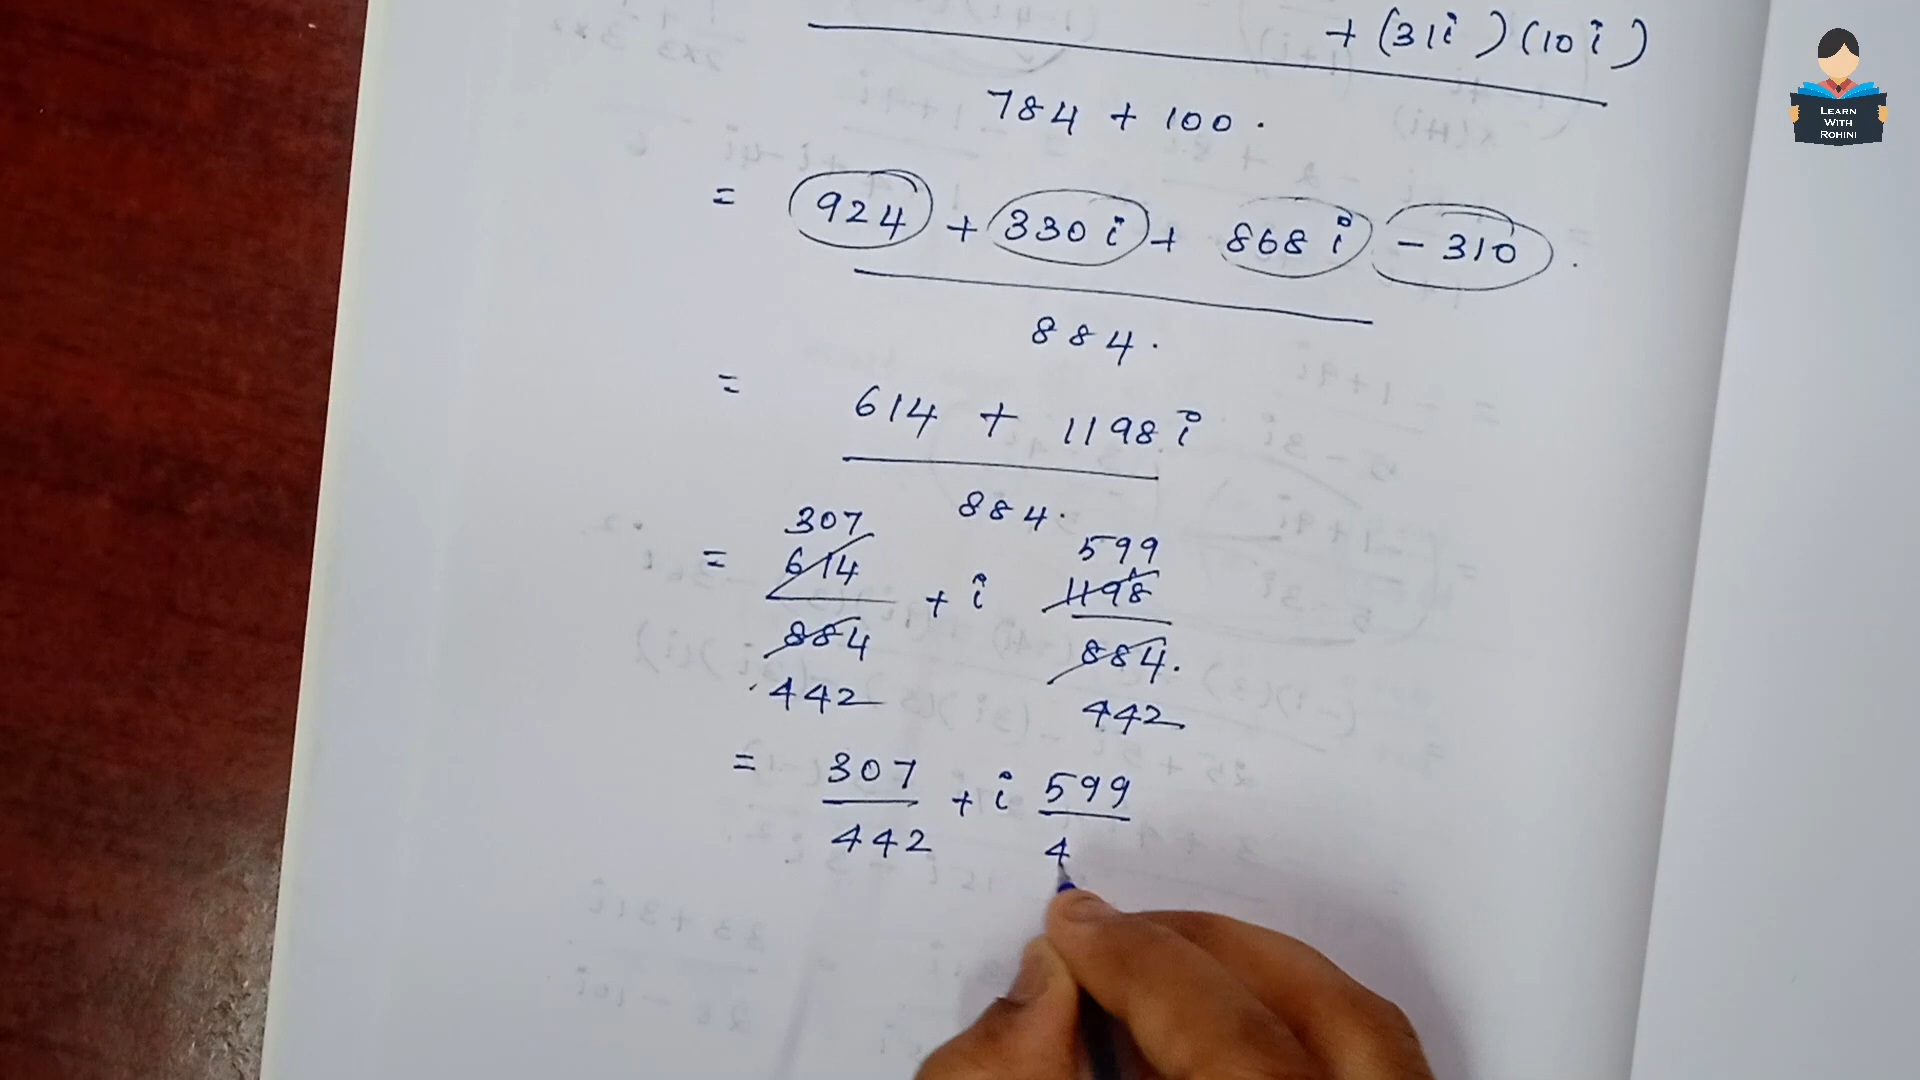 + (31i)(10i)
784 + 100.
= 924 + 330i + 868i - 310.
884.
= 614 + 1198i
884.
307 599
= 614 + i 1198
884 884.
442 442
= 307 + i 599
442 4
LEARN
WITH
ROHINI